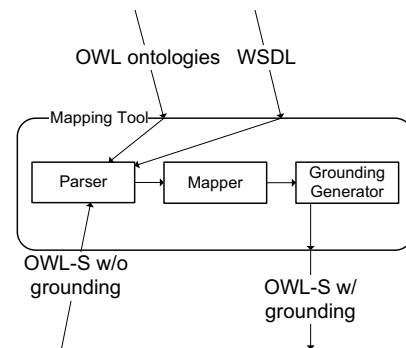 OWL ontologies
WSDL
Mapping Tool
Parser
Mapper
Grounding
Generator
OWL-S w/o
grounding
OWL-S w/
grounding